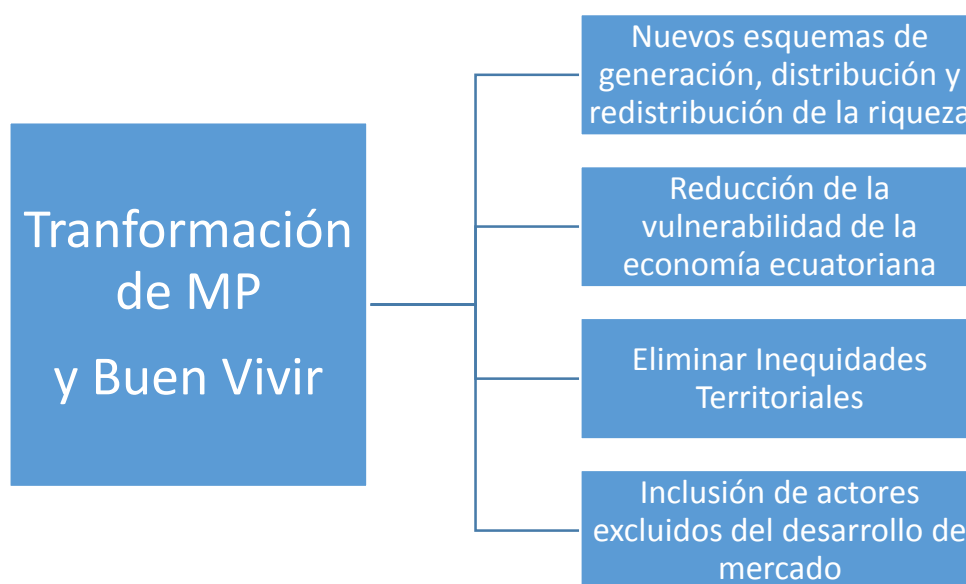 Tranformación
de MP
y Buen Vivir
Nuevos esquemas de
generación, distribución y
redistribución de la riqueza
Reducción de la
vulnerabilidad de la
economía ecuatoriana
Eliminar Inequidades
Territoriales
Inclusión de actores
excluidos del desarrollo de
mercado